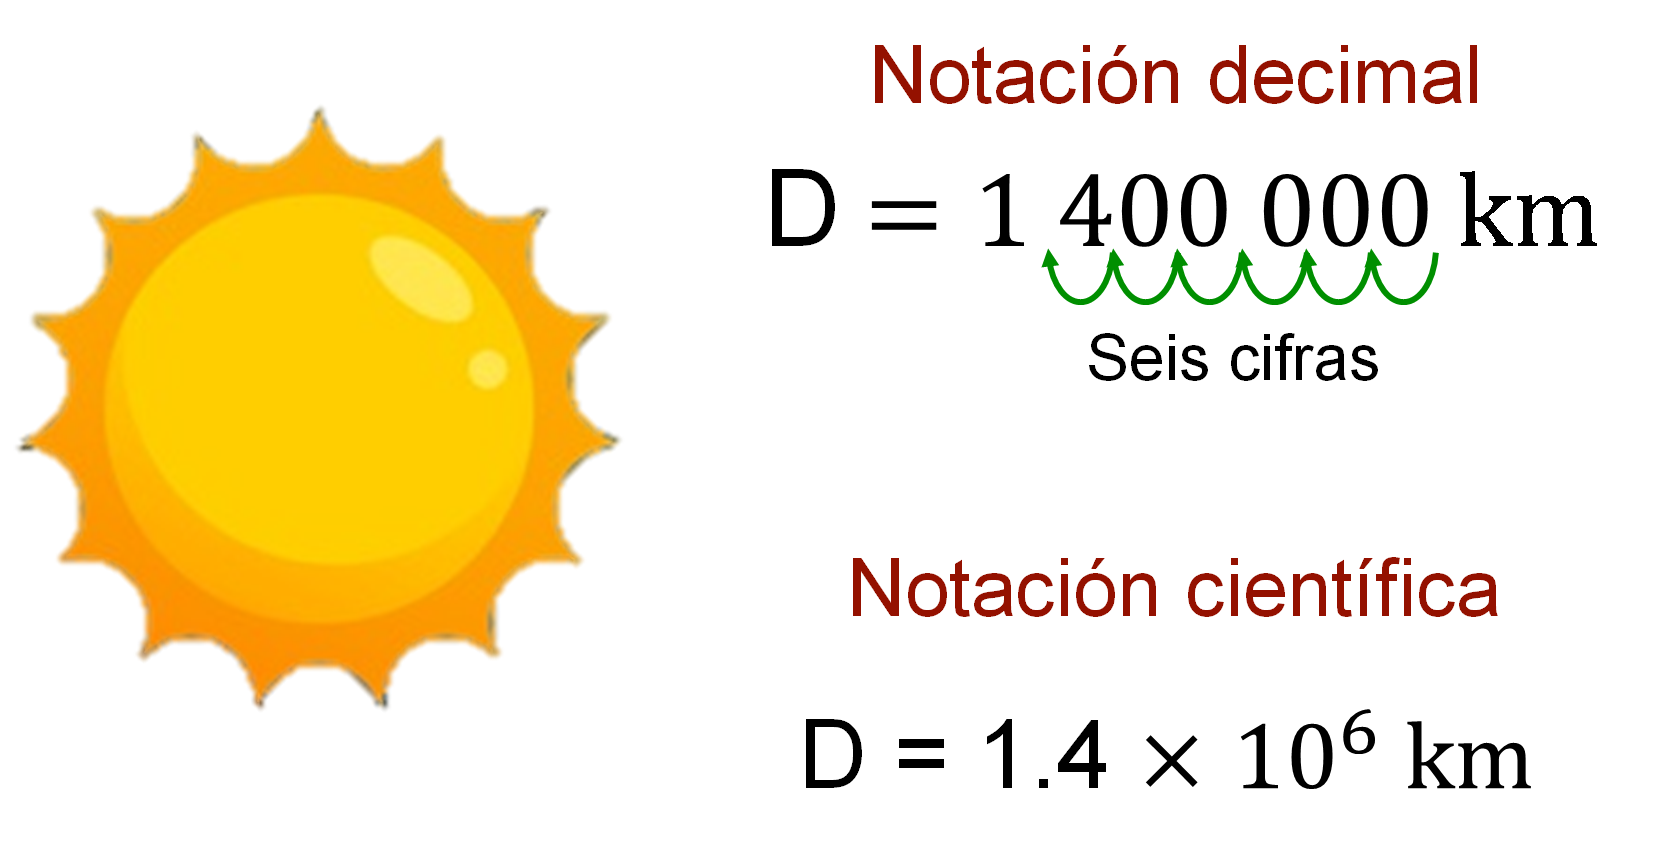 Notación decimal
D = 1 400 000 km
Seis cifras
Notación científica
D = 1.4 × 10⁶ km